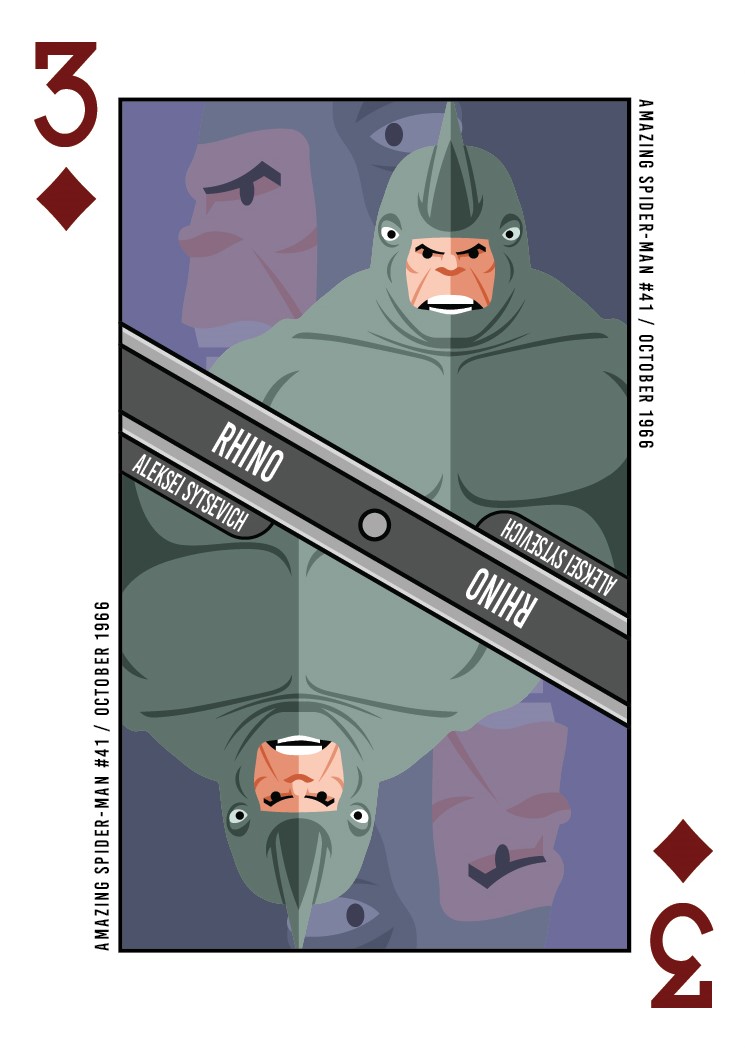 3
AMAZING SPIDER-MAN #41 / OCTOBER 1966
RHINO
ALEKSEI SYTSEVICH
ALEKSEI SYTSEVICH
RHINO
AMAZING SPIDER-MAN #41 / OCTOBER 1966
3